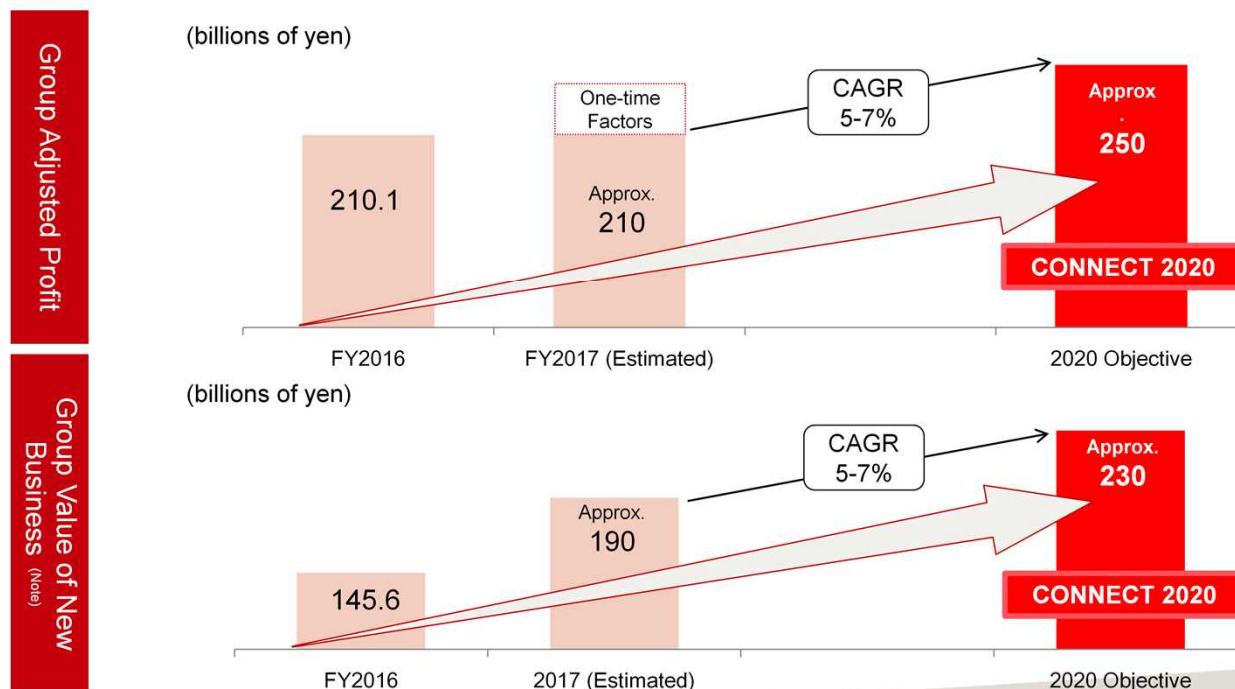 Group Adjusted Profit
(billions of yen)
210.1
One-time
Factors
Approx.
210
CAGR
5-7%
Approx
.
250
CONNECT 2020
FY2016
FY2017 (Estimated)
2020 Objective
Group Value of New
Business (Note)
(billions of yen)
145.6
Approx.
190
CAGR
5-7%
Approx.
230
CONNECT 2020
FY2016
2017 (Estimated)
2020 Objective